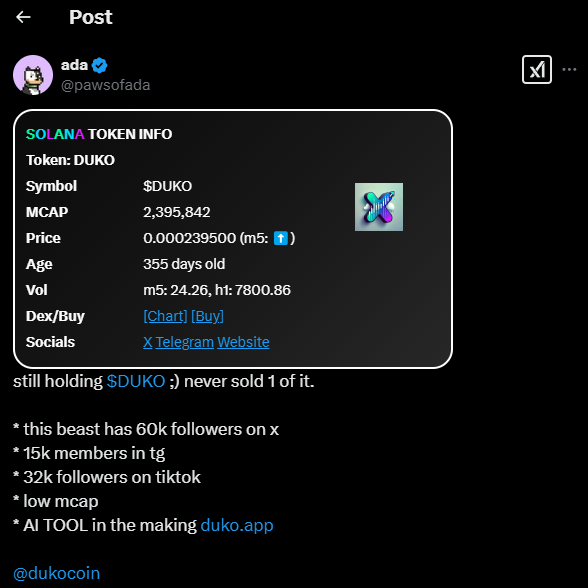 Post
ada
@pawsofada
SOLANA TOKEN INFO
Token: DUKO
Symbol $DUKO
MCAP 2,395,842
Price 0.000239500 (m5: ⬆️ )
Age 355 days old
Vol m5: 24.26, h1: 7800.86
Dex/Buy [Chart] [Buy]
Socials X Telegram Website
still holding $DUKO ;) never sold 1 of it.
* this beast has 60k followers on x
* 15k members in tg
* 32k followers on tiktok
* low mcap
* AI TOOL in the making duko.app
@dukocoin